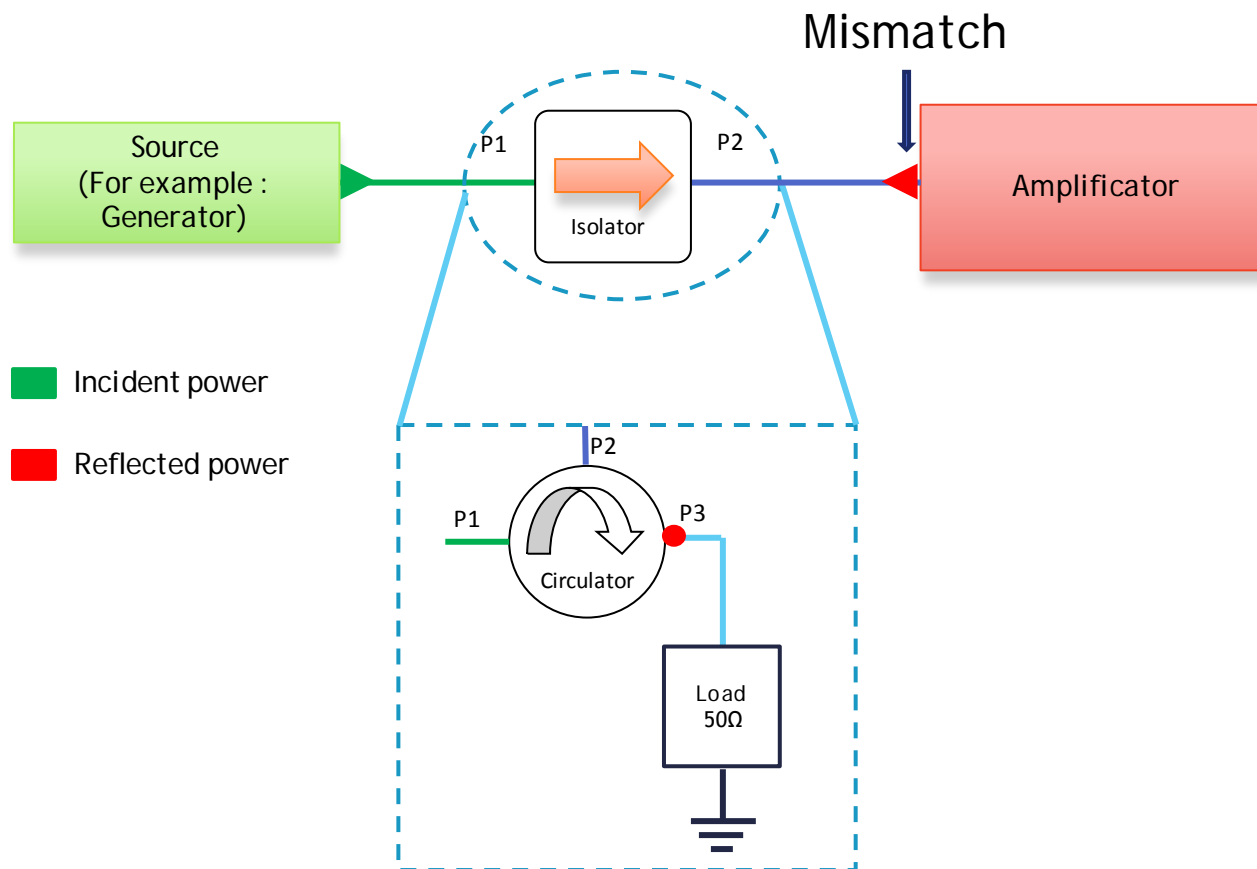 Mismatch
Source
(For example :
Generator)
P1
P2
Isolator
Amplificator
Incident power
Reflected power
P2
P1
P3
Circulator
Load
50Ω